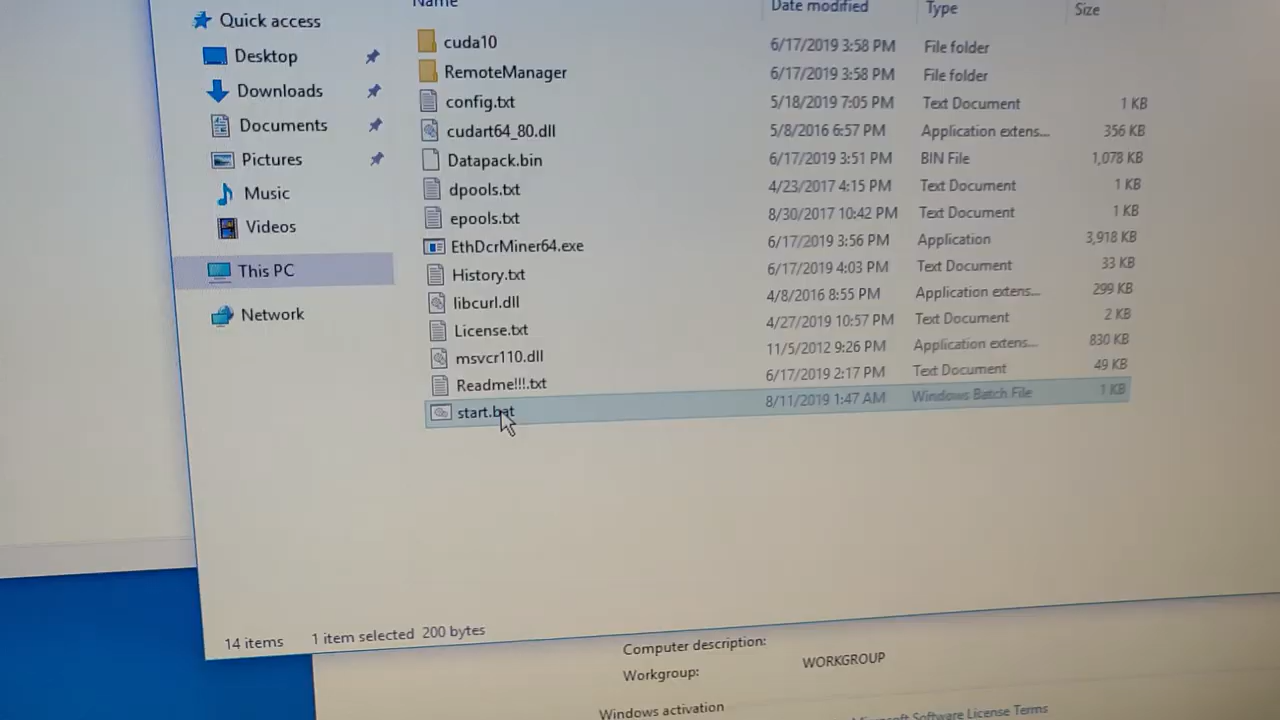 Name Date modified Type Size
Quick access
Desktop
Downloads
Documents
Pictures
Music
Videos
This PC
Network
cuda10 6/17/2019 3:58 PM File folder
RemoteManager 6/17/2019 3:58 PM File folder
config.txt 5/18/2019 7:05 PM Text Document 1 KB
cudart64_80.dll 5/8/2016 6:57 PM Application extens... 356 KB
Datapack.bin 6/17/2019 3:51 PM BIN File 1,078 KB
dpools.txt 4/23/2017 4:15 PM Text Document 1 KB
epools.txt 8/30/2017 10:42 PM Text Document 1 KB
EthDcrMiner64.exe 6/17/2019 3:56 PM Application 3,918 KB
History.txt 6/17/2019 4:03 PM Text Document 33 KB
libcurl.dll 4/8/2016 8:55 PM Application extens... 299 KB
License.txt 4/27/2019 10:57 PM Text Document 2 KB
msvcr110.dll 11/5/2012 9:26 PM Application extens... 830 KB
Readme!!!.txt 6/17/2019 2:17 PM Text Document 49 KB
start.bat 8/11/2019 1:47 AM Windows Batch File 1 KB
14 items 1 item selected 200 bytes
Computer description:
Workgroup: WORKGROUP
Windows activation
Microsoft Software License Terms